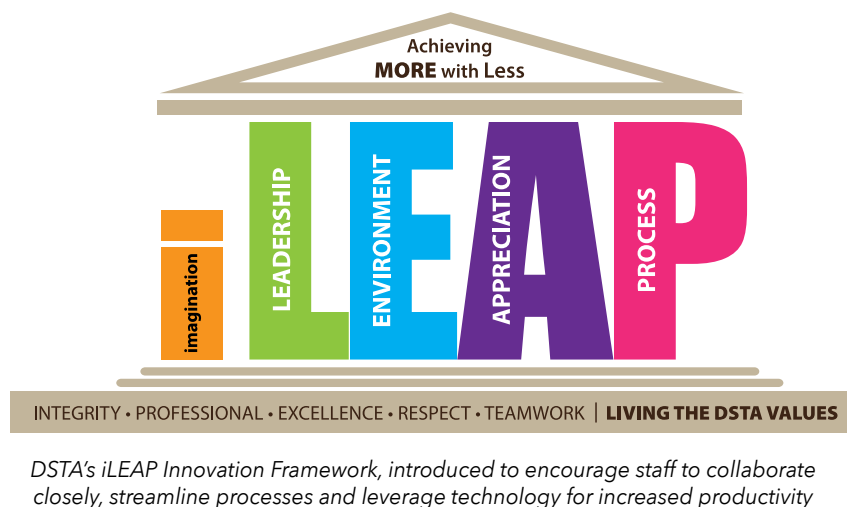 Achieving
MORE with Less
iLEAP
imagination
LEADERSHIP
ENVIRONMENT
APPRECIATION
PROCESS
INTEGRITY • PROFESSIONAL • EXCELLENCE • RESPECT • TEAMWORK | LIVING THE DSTA VALUES
DSTA's iLEAP Innovation Framework, introduced to encourage staff to collaborate
closely, streamline processes and leverage technology for increased productivity